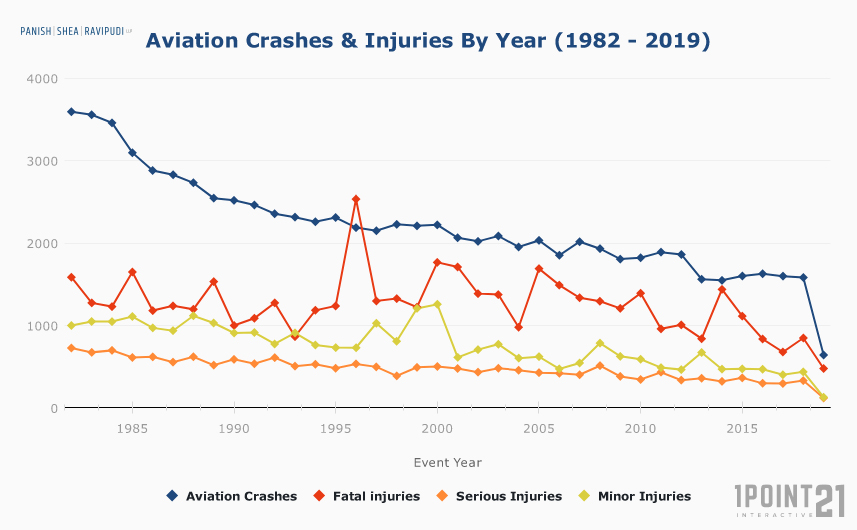 PANISH | SHEA | RAVIPUDI LLP
Aviation Crashes & Injuries By Year (1982 - 2019)
4000
3000
2000
1000
0
1985 1990 1995 2000 2005 2010 2015
Event Year
Aviation Crashes Fatal injuries Serious Injuries Minor Injuries
1POINT21
INTERACTIVE